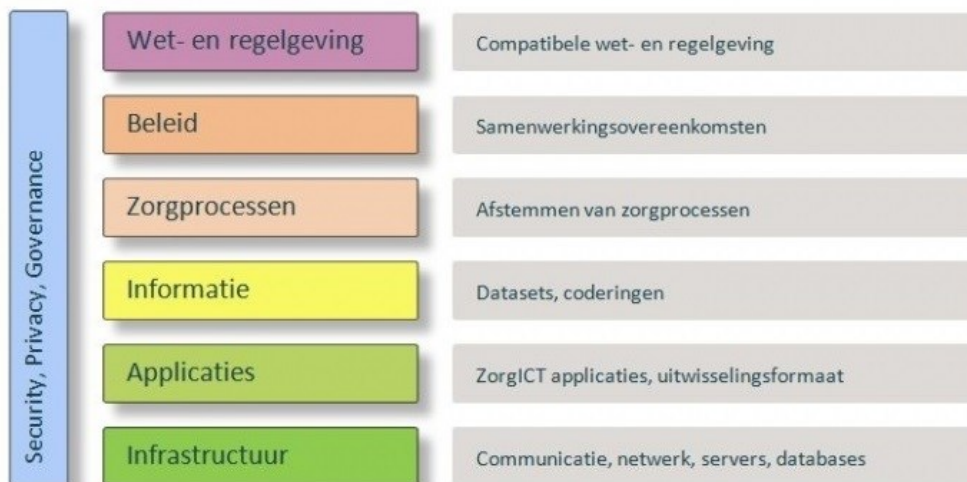 Security, Privacy, Governance
Wet- en regelgeving
Compatibele wet- en regelgeving
Beleid
Samenwerkingsovereenkomsten
Zorgprocessen
Afstemmen van zorgprocessen
Informatie
Datasets, coderingen
Applicaties
ZorgICT applicaties, uitwisselingsformaat
Infrastructuur
Communicatie, netwerk, servers, databases